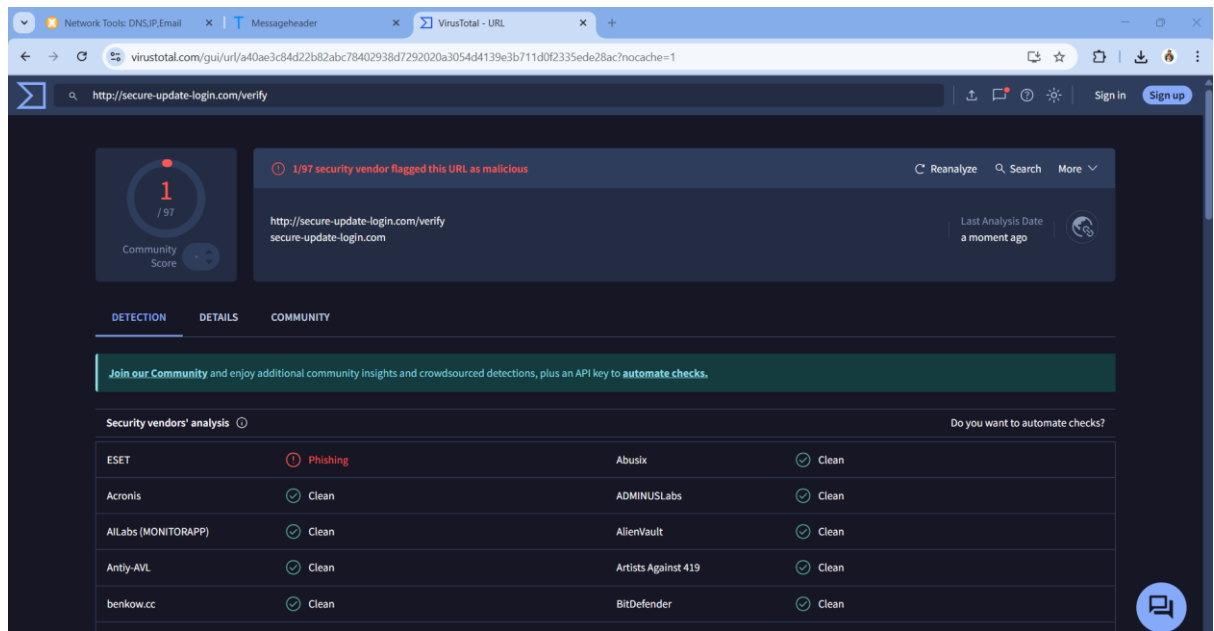 Network Tools: DNS,IP,Email
Messageheader
VirusTotal - URL
virustotal.com/gui/url/a40ae3c84d22b82abc78402938d7292020a3054d4139e3b711d0f2335ede28ac?nocache=1
http://secure-update-login.com/verify
Sign in
Sign up
1
/ 97
Community
Score
1/97 security vendor flagged this URL as malicious
Reanalyze
Search
More
http://secure-update-login.com/verify
secure-update-login.com
Last Analysis Date
a moment ago
DETECTION
DETAILS
COMMUNITY
Join our Community and enjoy additional community insights and crowdsourced detections, plus an API key to automate checks.
Security vendors' analysis
Do you want to automate checks?
ESET Phishing Abusix Clean
Acronis Clean ADMINUSLabs Clean
AILabs (MONITORAPP) Clean AlienVault Clean
Antiy-AVL Clean Artists Against 419 Clean
benkow.cc Clean BitDefender Clean